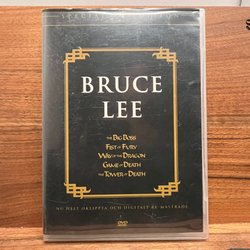 BRUCE
LEE
THE BIG BOSS
FIST OF FURY
WAY OF THE DRAGON
GAME OF DEATH
THE TOWER OF DEATH
NU HELT OKLIPPTA OCH DIGITALT RE-MASTRADE
DVD